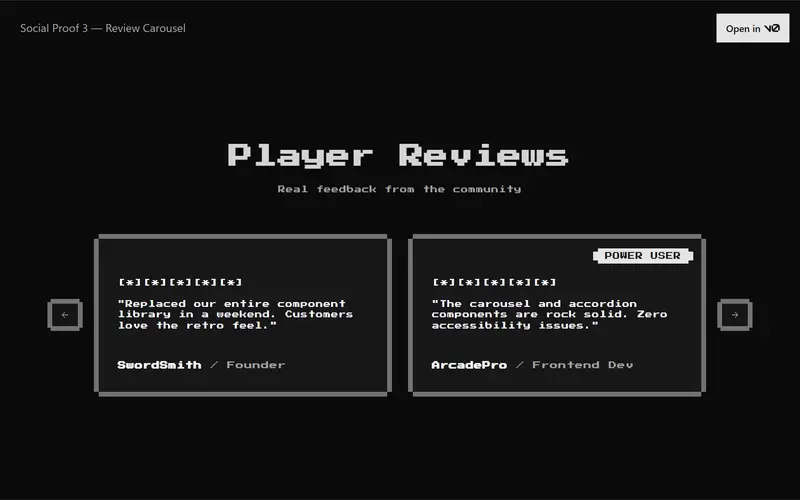 Social Proof 3 — Review Carousel
Open in v0
Player Reviews
Real feedback from the community
[*][*][*][*][*]
"Replaced our entire component
library in a weekend. Customers
love the retro feel."
SwordSmith / Founder
POWER USER
[*][*][*][*][*]
"The carousel and accordion
components are rock solid. Zero
accessibility issues."
ArcadePro / Frontend Dev
←
→